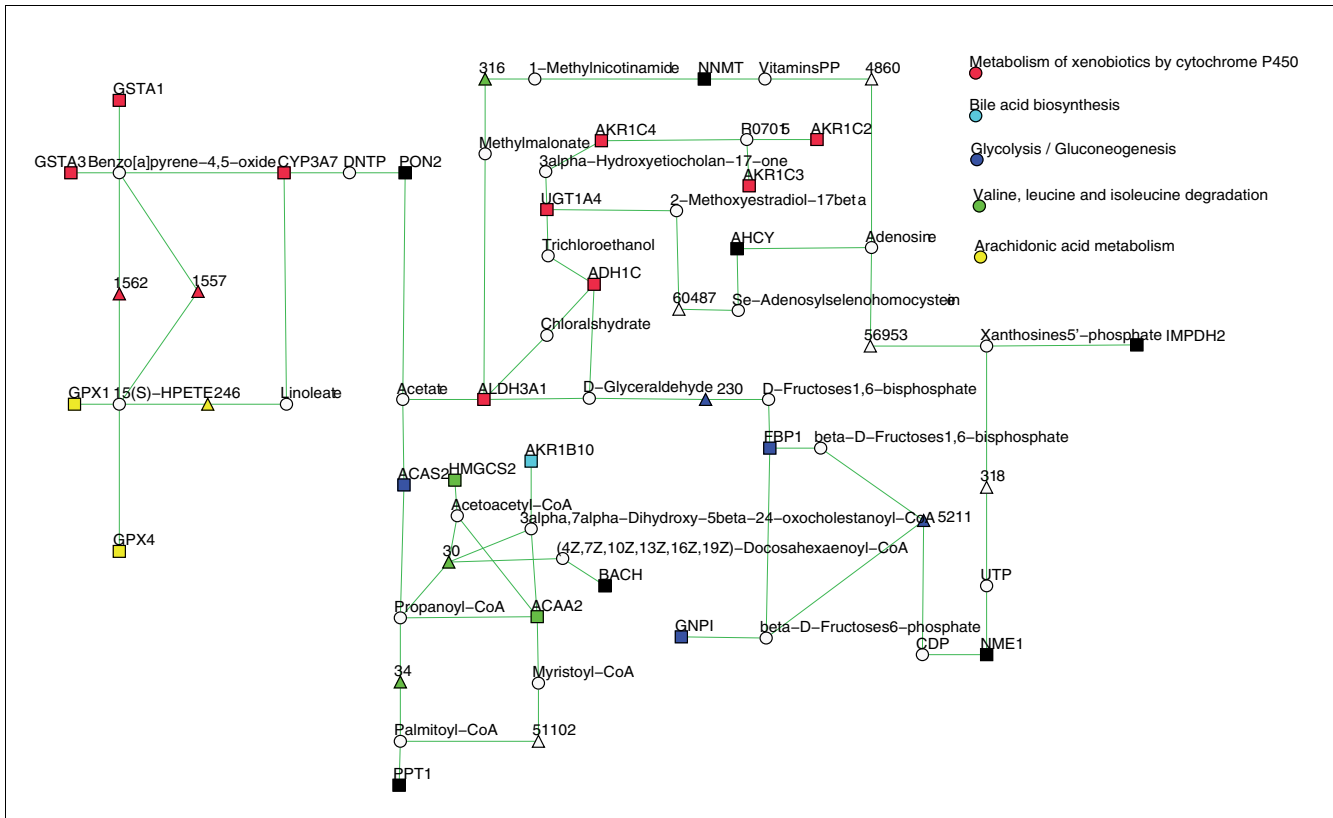 316 1-Methylnicotinamide NNMT VitaminsPP 4860
Metabolism of xenobiotics by cytochrome P450
GSTA1
Bile acid biosynthesis
AKR1C4 R07015 AKR1C2
Methylmalonate
Glycolysis / Gluconeogenesis
GSTA3 Benzo[a]pyrene-4,5-oxide CYP3A7 DNTP PON2
3alpha-Hydroxyetiocholan-17-one
AKR1C3
UGT1A4 2-Methoxyestradiol-17beta
Valine, leucine and isoleucine degradation
Trichloroethanol AHCY Adenosine
Arachidonic acid metabolism
1562 1557 ADH1C
60487 Se-Adenosylselenohomocystein
Chloralshydrate
56953 Xanthosines5'-phosphate IMPDH2
GPX1 15(S)-HPETE 246 Linoleate Acetate ALDH3A1 D-Glyceraldehyde 230 D-Fructoses1,6-bisphosphate
FBP1 beta-D-Fructoses1,6-bisphosphate
ACAS2 HMGCS2 AKR1B10
318
Acetoacetyl-CoA
3alpha,7alpha-Dihydroxy-5beta-24-oxocholestanoyl-CoA 5211
GPX4
30 (4Z,7Z,10Z,13Z,16Z,19Z)-Docosahexaenoyl-CoA
BACH UTP
Propanoyl-CoA ACAA2
GNPI beta-D-Fructoses6-phosphate
CDP NME1
34 Myristoyl-CoA
Palmitoyl-CoA 51102
PPT1